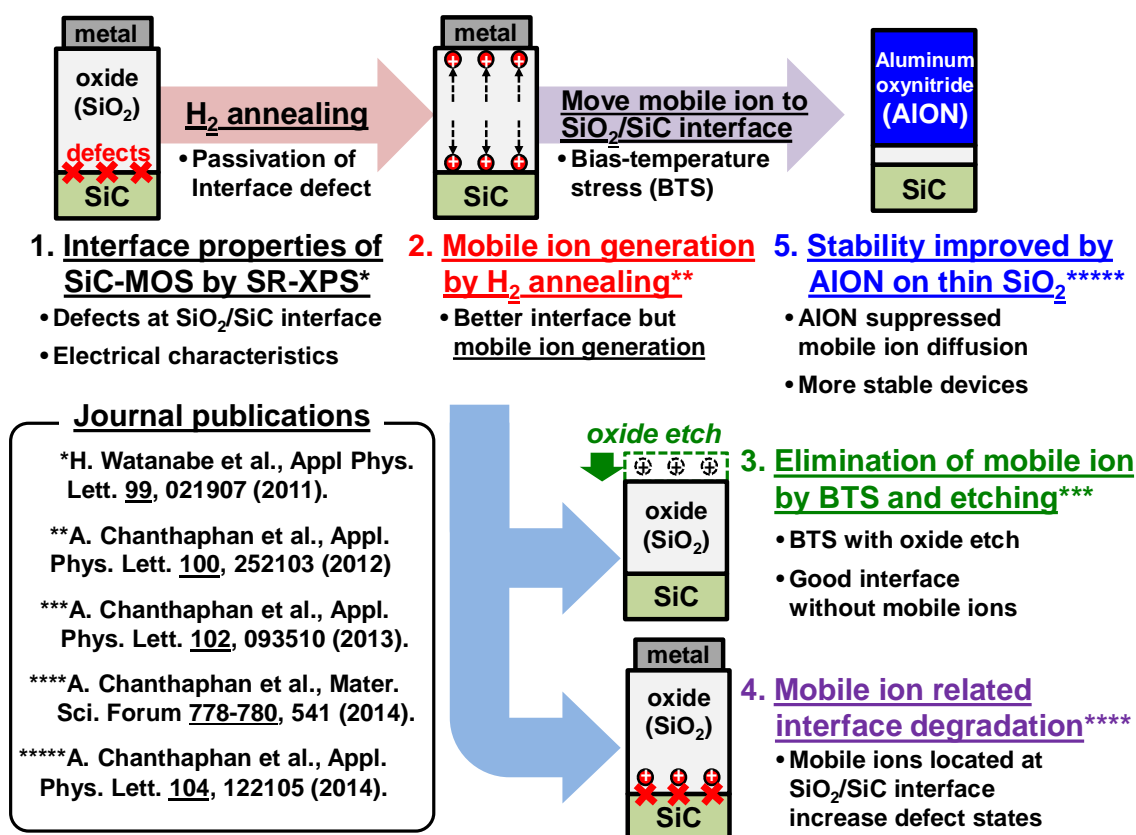 metal
oxide
(SiO₂)
defects
SiC
H₂ annealing
• Passivation of
Interface defect
metal
+ + +
+ + +
SiC
Move mobile ion to
SiO₂/SiC interface
• Bias-temperature
stress (BTS)
Aluminum
oxynitride
(AlON)
SiC
1. Interface properties of
SiC-MOS by SR-XPS*
• Defects at SiO₂/SiC interface
• Electrical characteristics
2. Mobile ion generation
by H₂ annealing**
• Better interface but
mobile ion generation
5. Stability improved by
AlON on thin SiO₂*****
• AlON suppressed
mobile ion diffusion
• More stable devices
Journal publications
*H. Watanabe et al., Appl Phys.
Lett. 99, 021907 (2011).
**A. Chanthaphan et al., Appl.
Phys. Lett. 100, 252103 (2012)
***A. Chanthaphan et al., Appl.
Phys. Lett. 102, 093510 (2013).
****A. Chanthaphan et al., Mater.
Sci. Forum 778-780, 541 (2014).
*****A. Chanthaphan et al., Appl.
Phys. Lett. 104, 122105 (2014).
oxide etch
+ + +
oxide
(SiO₂)
SiC
3. Elimination of mobile ion
by BTS and etching***
• BTS with oxide etch
• Good interface
without mobile ions
metal
oxide
(SiO₂)
+ + +
SiC
4. Mobile ion related
interface degradation****
• Mobile ions located at
SiO₂/SiC interface
increase defect states